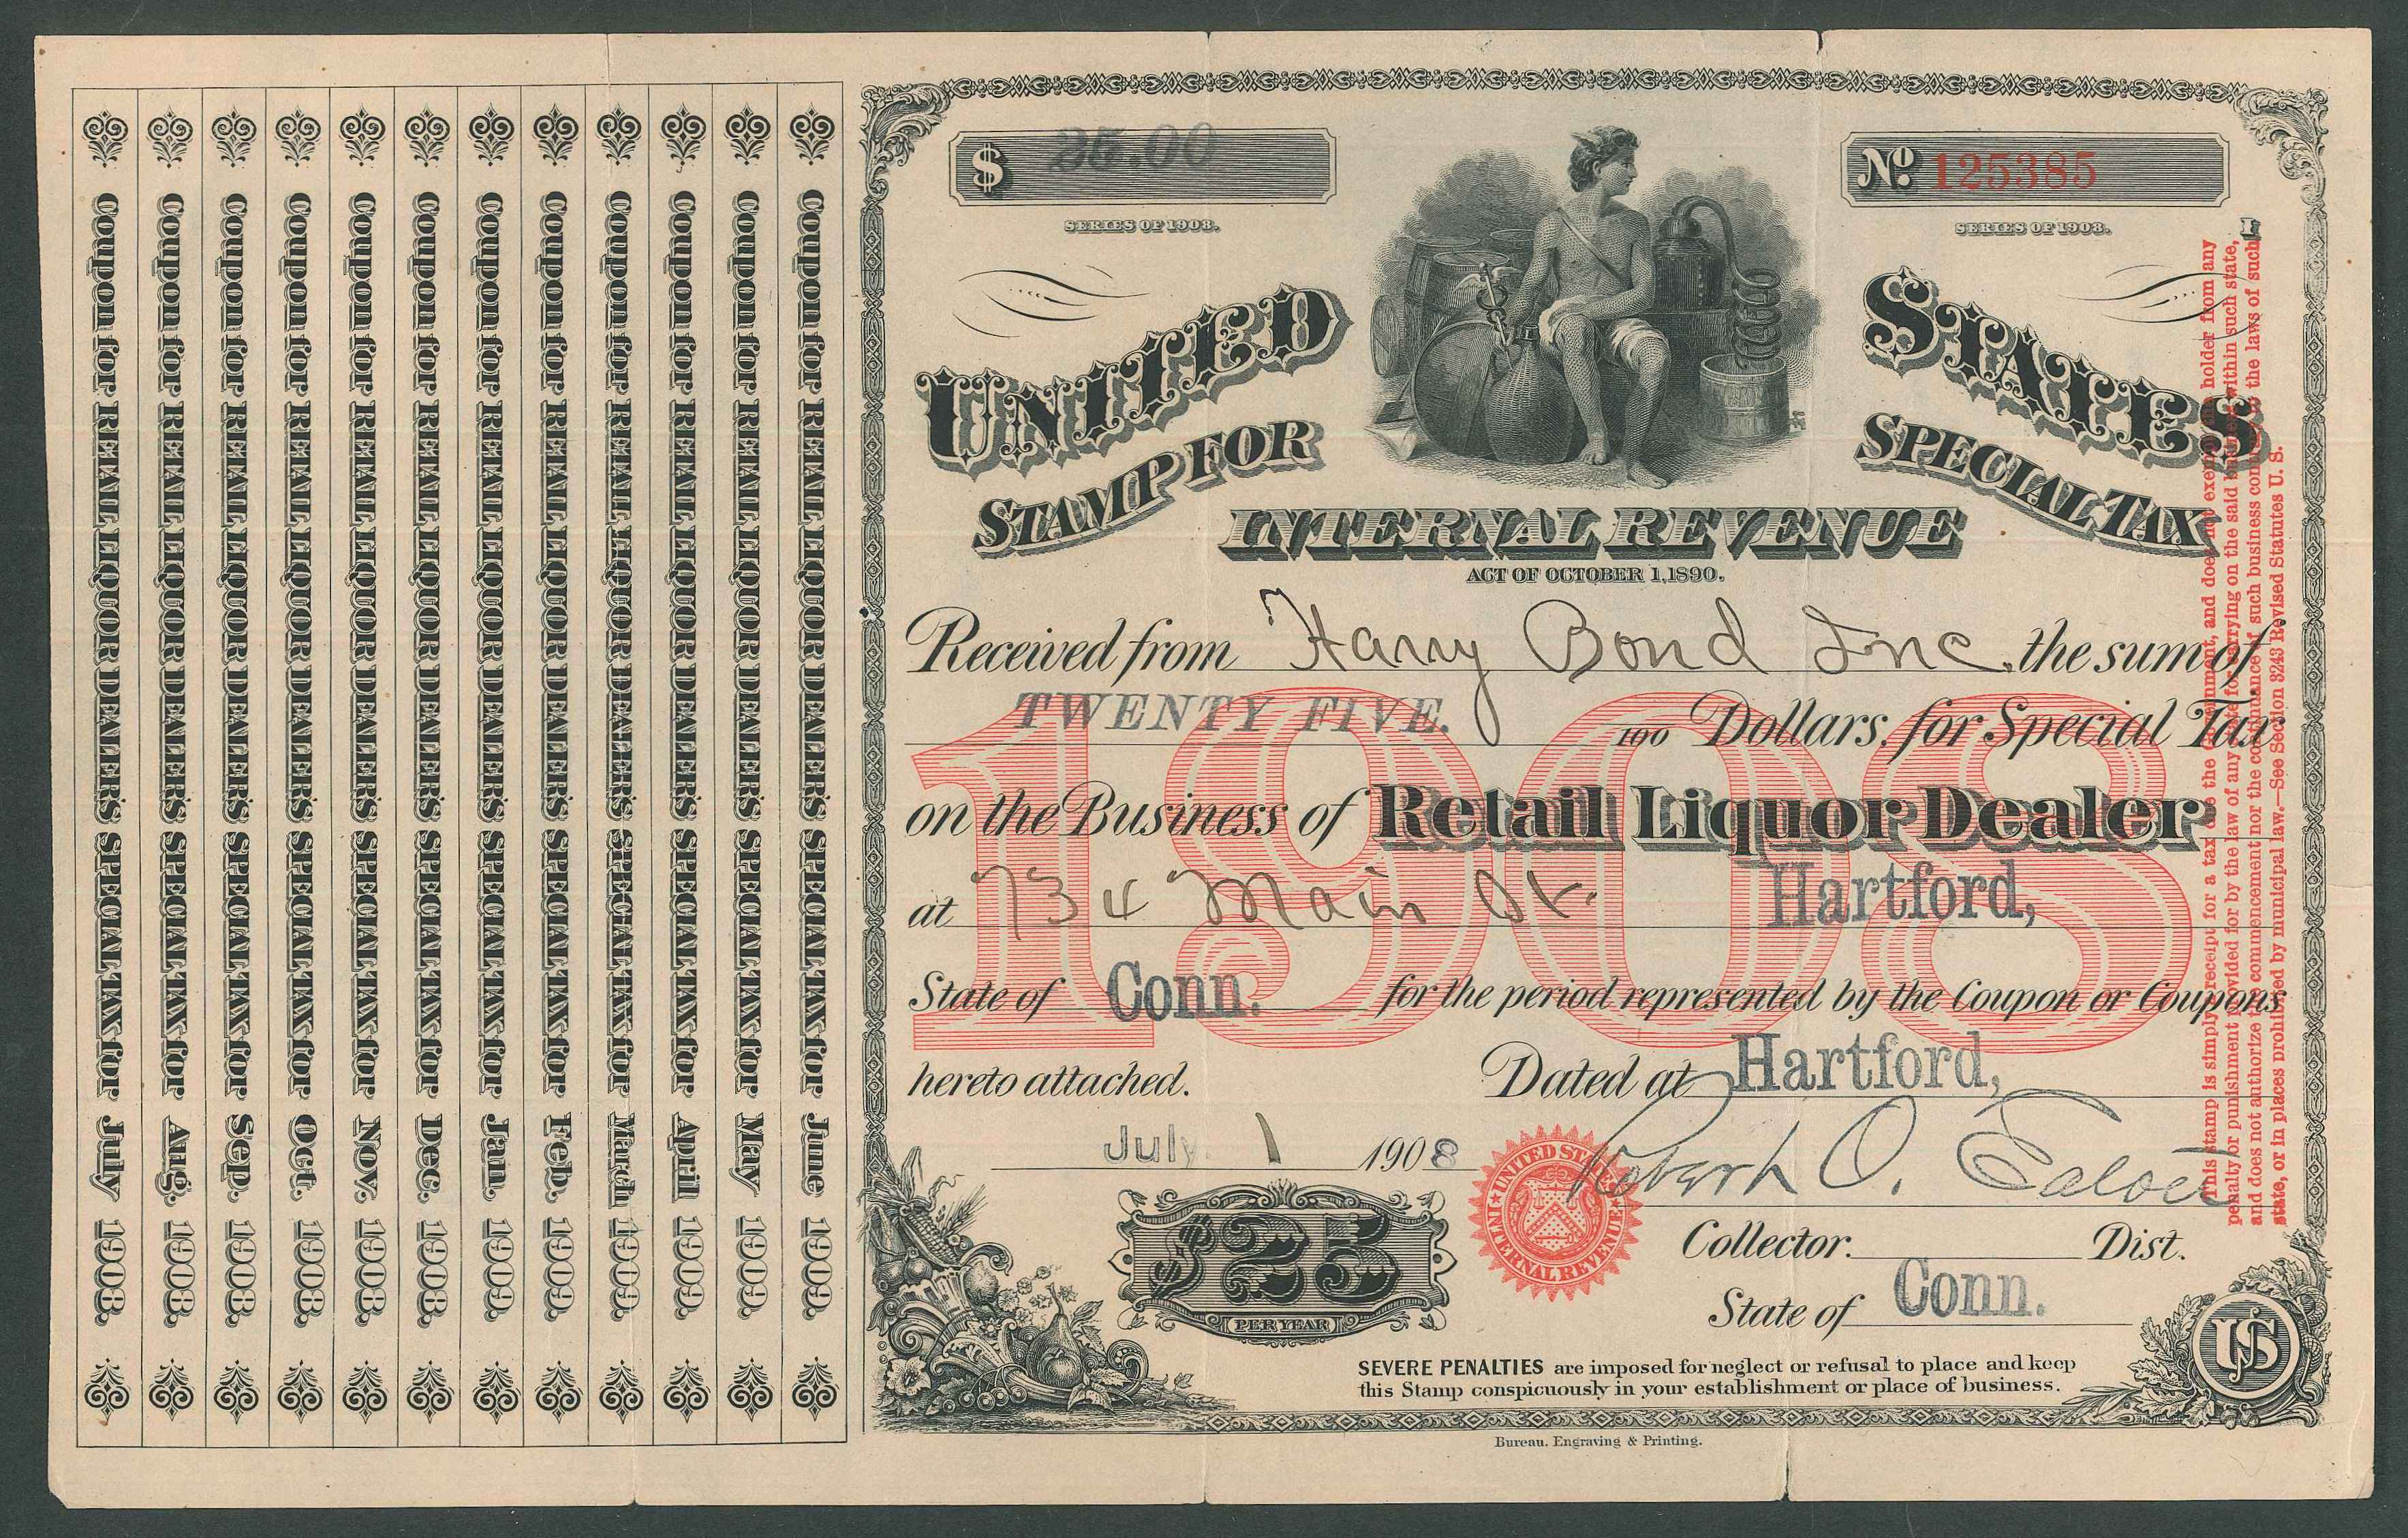 Coupon for RETAIL LIQUOR DEALER'S SPECIAL TAX for July 1908.
Coupon for RETAIL LIQUOR DEALER'S SPECIAL TAX for Aug. 1908.
Coupon for RETAIL LIQUOR DEALER'S SPECIAL TAX for Sep. 1908.
Coupon for RETAIL LIQUOR DEALER'S SPECIAL TAX for Oct. 1908.
Coupon for RETAIL LIQUOR DEALER'S SPECIAL TAX for Nov. 1908.
Coupon for RETAIL LIQUOR DEALER'S SPECIAL TAX for Dec. 1908.
Coupon for RETAIL LIQUOR DEALER'S SPECIAL TAX for Jan. 1909.
Coupon for RETAIL LIQUOR DEALER'S SPECIAL TAX for Feb. 1909.
Coupon for RETAIL LIQUOR DEALER'S SPECIAL TAX for March 1909.
Coupon for RETAIL LIQUOR DEALER'S SPECIAL TAX for April 1909.
Coupon for RETAIL LIQUOR DEALER'S SPECIAL TAX for May 1909.
Coupon for RETAIL LIQUOR DEALER'S SPECIAL TAX for June 1909.
$ 25.00
No. 125385
SERIES OF 1908.
SERIES OF 1908.
UNITED STATES
STAMP FOR SPECIAL TAX
INTERNAL REVENUE
ACT OF OCTOBER 1, 1890.
Received from Harry Bond Inc. the sum of
TWENTY FIVE. 100 Dollars, for Special Tax
1908
on the Business of Retail Liquor Dealer
at 734 Main St. Hartford,
State of Conn. for the period represented by the Coupon or Coupons
hereto attached. Dated at Hartford,
July 1 1908
Robert O.
UNITED STATES INTERNAL REVENUE
$25
PER YEAR
Collector. Dist.
State of Conn.
US
SEVERE PENALTIES are imposed for neglect or refusal to place and keep
this Stamp conspicuously in your establishment or place of business.
Bureau, Engraving & Printing.
This stamp is simply a receipt for a tax due the Government, and does not exempt the holder from any
penalty or punishment provided for by the law of any state for carrying on the said business within such state,
and does not authorize the commencement nor the continuance of such business contrary to the laws of such
state, or in places prohibited by municipal law.—See Section 3243 Revised Statutes U. S.